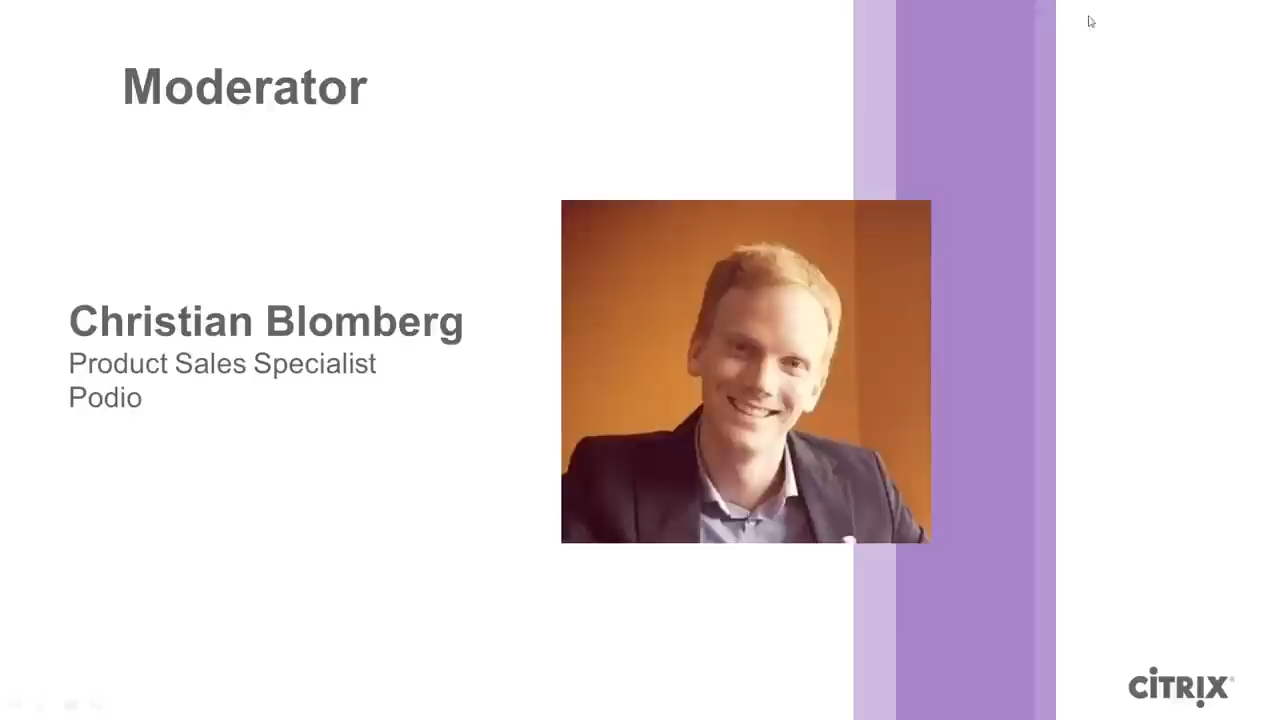 Moderator
Christian Blomberg
Product Sales Specialist
Podio
CiTRIX